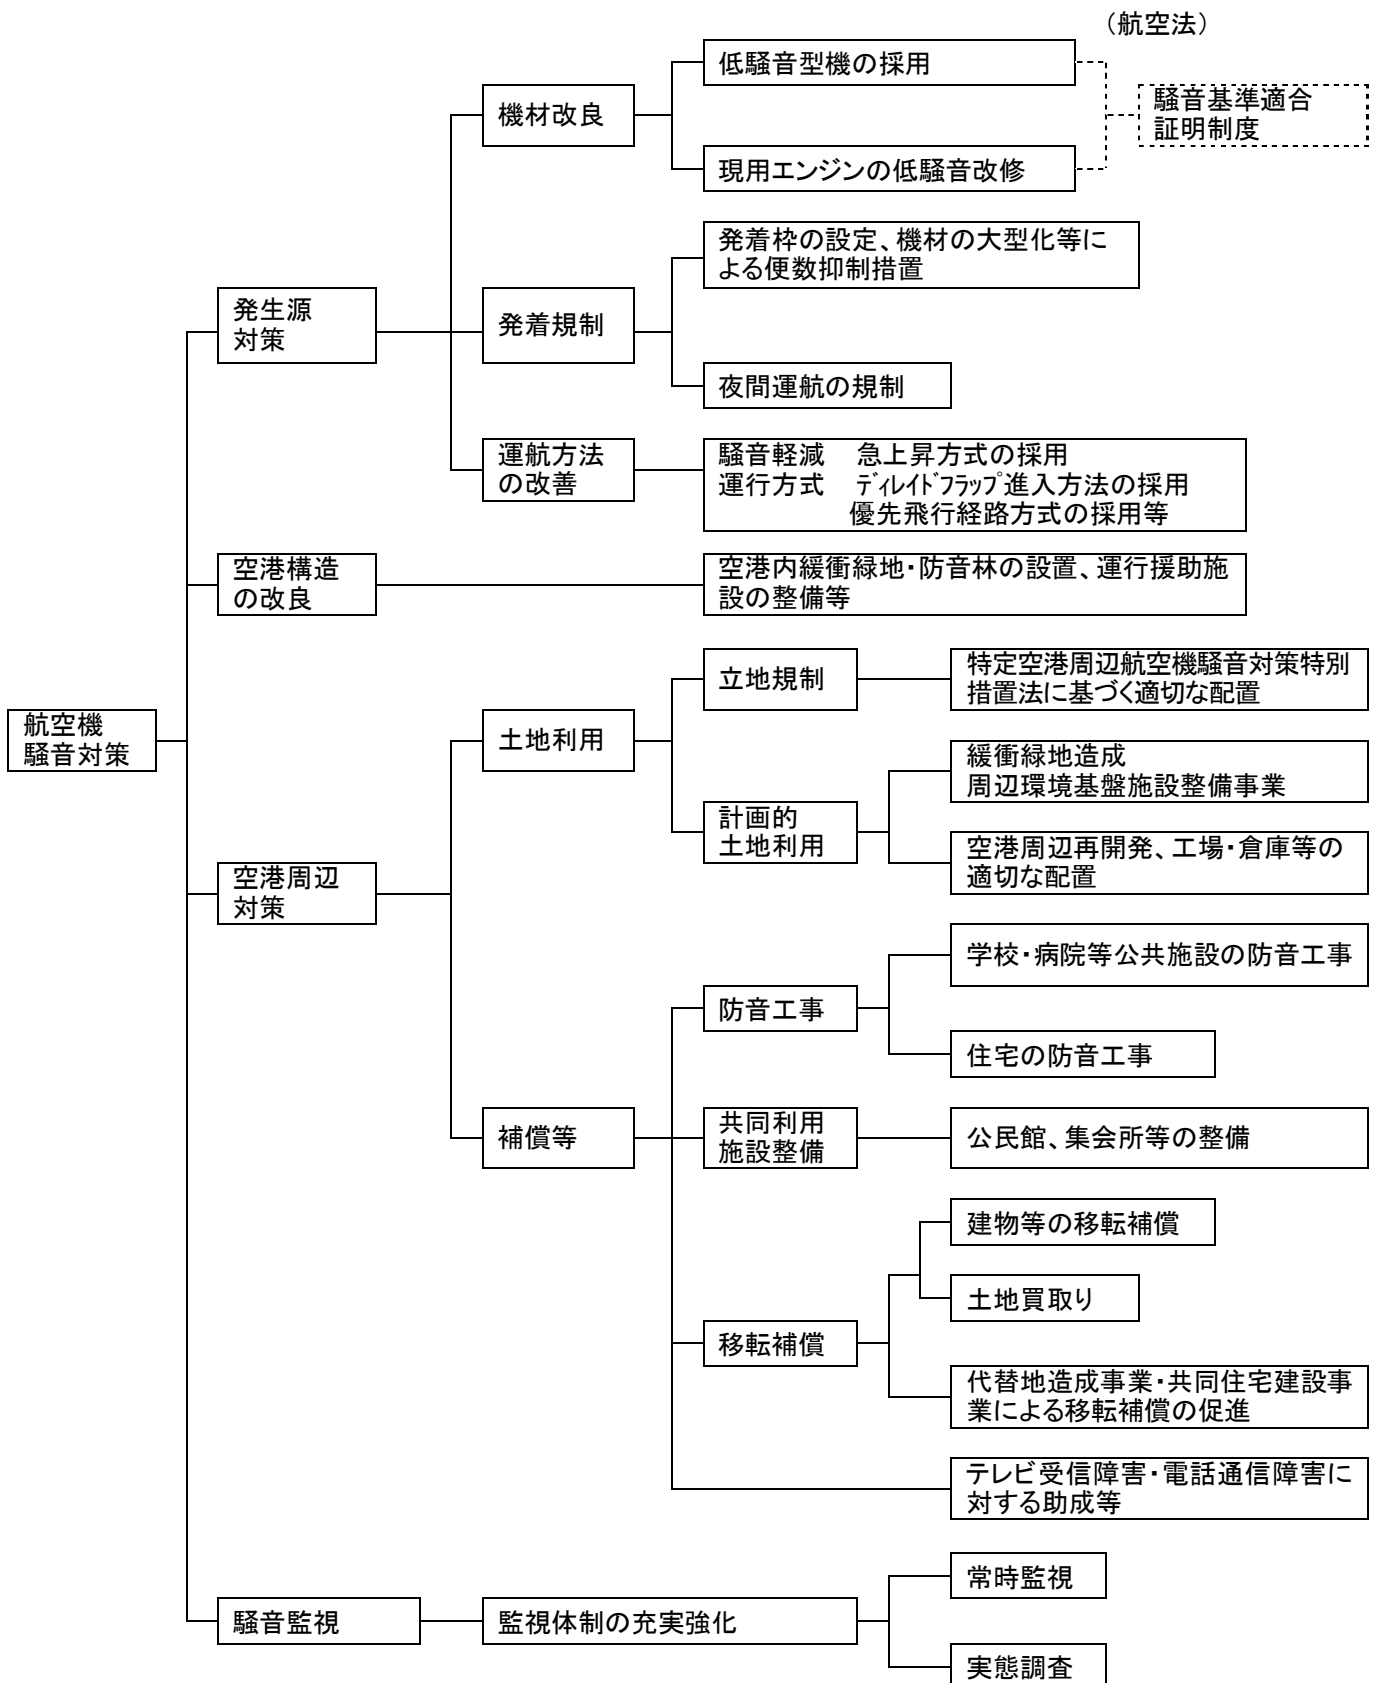 （航空法）
低騒音型機の採用
騒音基準適合
証明制度
機材改良
現用エンジンの低騒音改修
発着枠の設定、機材の大型化等に
よる便数抑制措置
発生源
対策
発着規制
夜間運航の規制
運航方法
の改善
騒音軽減　急上昇方式の採用
運行方式　ﾃﾞｨﾚｲﾄﾞﾌﾗｯﾌﾟ進入方法の採用
優先飛行経路方式の採用等
空港構造
の改良
空港内緩衝緑地・防音林の設置、運行援助施
設の整備等
立地規制
特定空港周辺航空機騒音対策特別
措置法に基づく適切な配置
航空機
騒音対策
土地利用
緩衝緑地造成
周辺環境基盤施設整備事業
計画的
土地利用
空港周辺再開発、工場・倉庫等の
適切な配置
空港周辺
対策
学校・病院等公共施設の防音工事
防音工事
住宅の防音工事
補償等
共同利用
施設整備
公民館、集会所等の整備
建物等の移転補償
土地買取り
移転補償
代替地造成事業・共同住宅建設事
業による移転補償の促進
テレビ受信障害・電話通信障害に
対する助成等
常時監視
騒音監視
監視体制の充実強化
実態調査